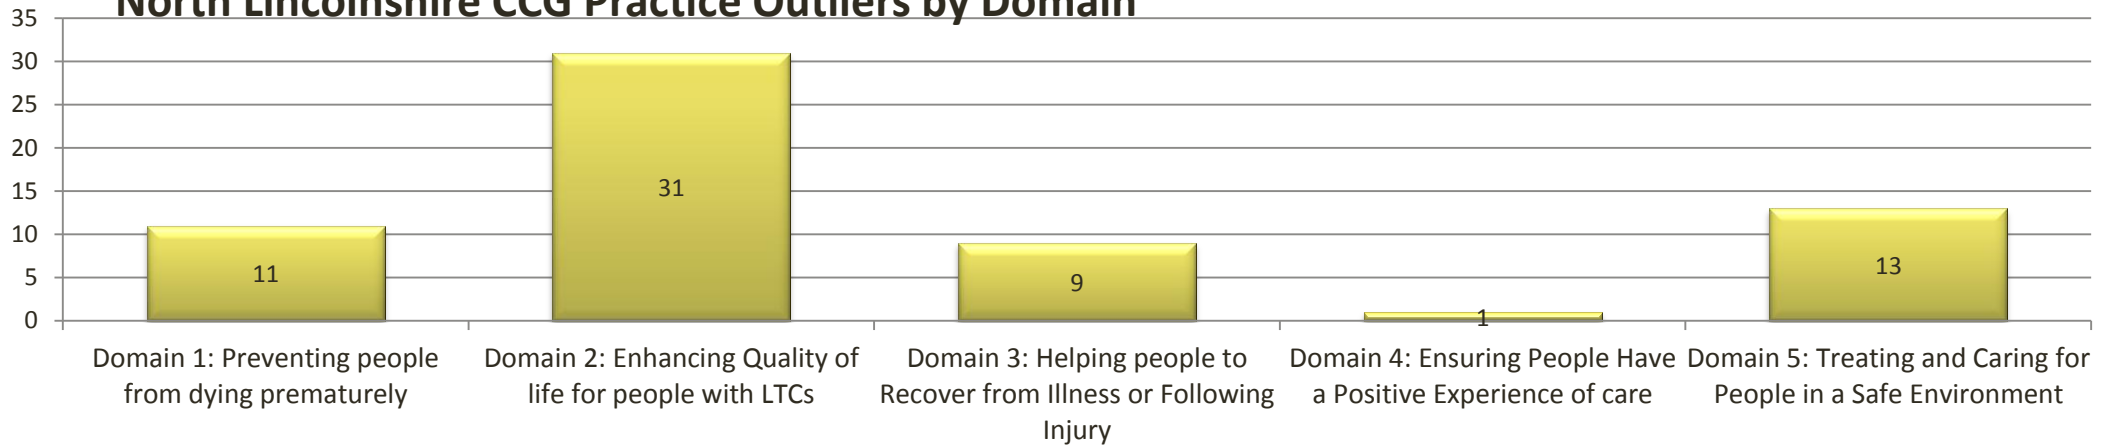 North Lincolnshire CCG Practice Outliers by Domain
35
30
25
20
15
10
5
0
11
31
9
1
13
Domain 1: Preventing people
from dying prematurely
Domain 2: Enhancing Quality of
life for people with LTCs
Domain 3: Helping people to
Recover from Illness or Following
Injury
Domain 4: Ensuring People Have
a Positive Experience of care
Domain 5: Treating and Caring for
People in a Safe Environment